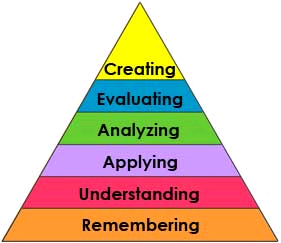 Creating
Evaluating
Analyzing
Applying
Understanding
Remembering